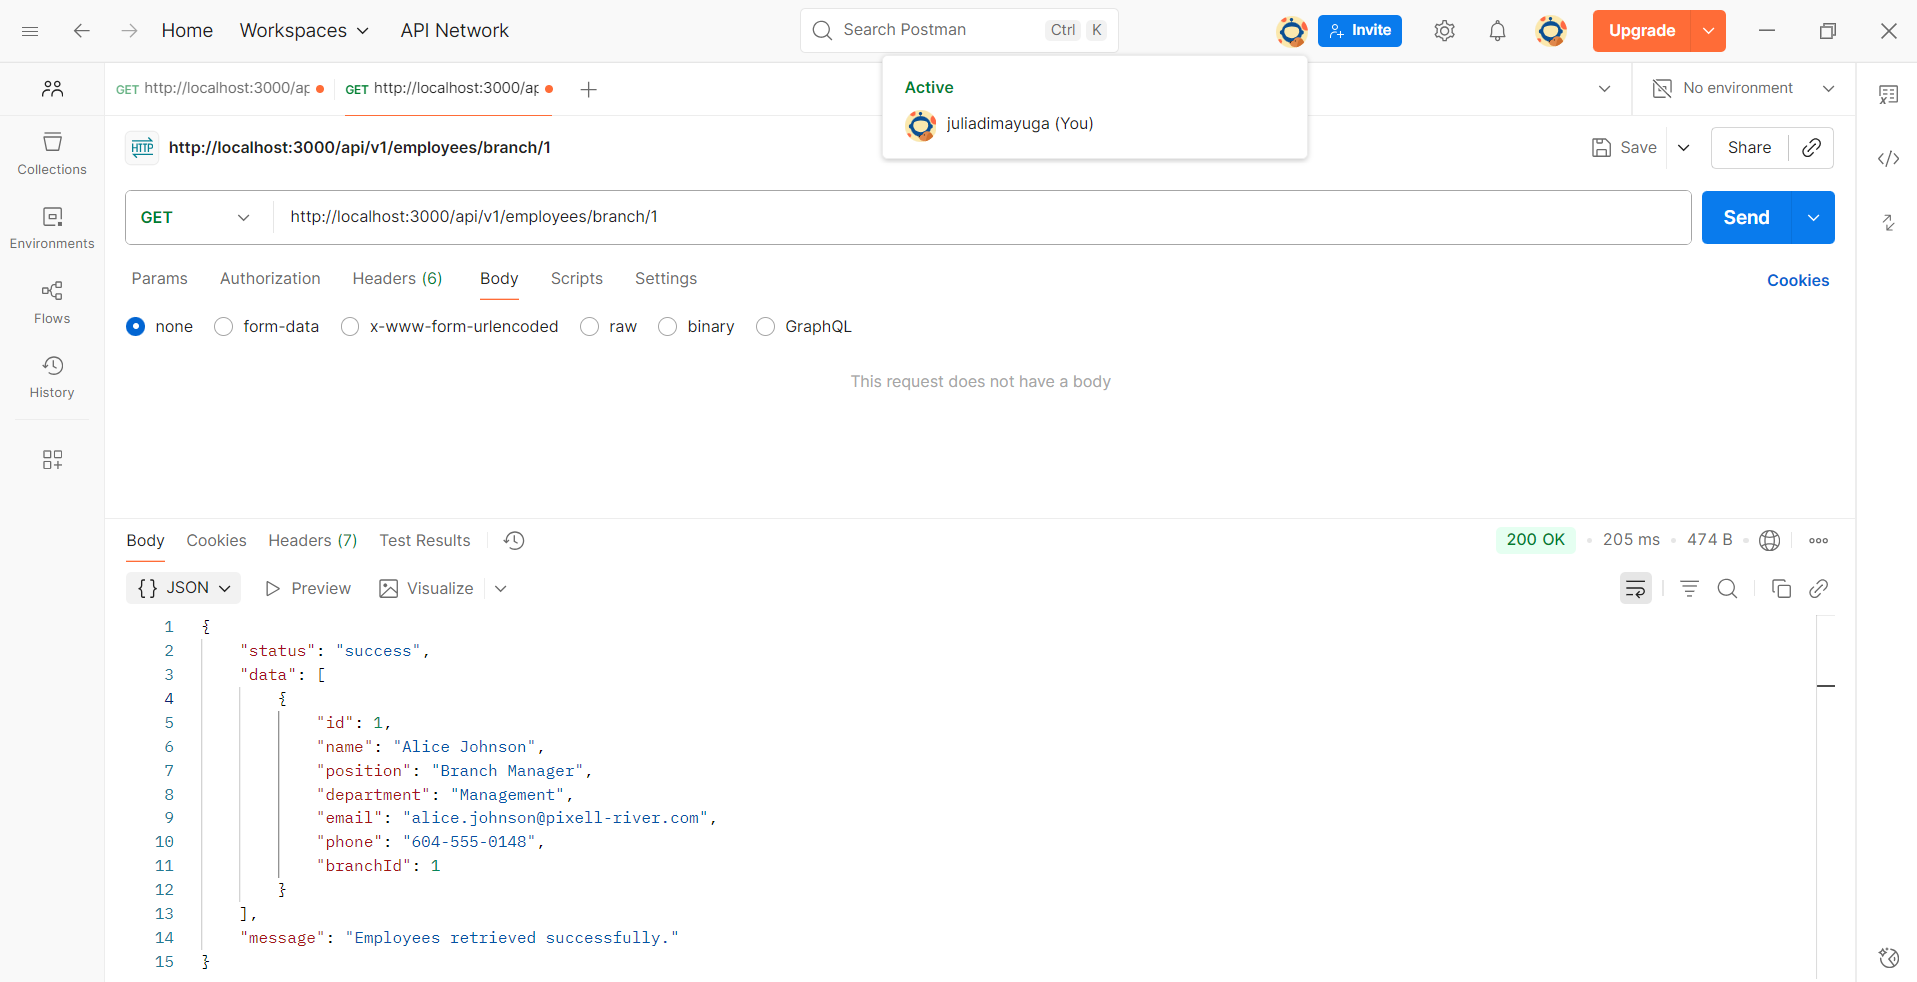 Home Workspaces API Network Search Postman Ctrl K Invite Upgrade
Active
juliadimayuga (You)
GET http://localhost:3000/ap GET http://localhost:3000/ap No environment
HTTP http://localhost:3000/api/v1/employees/branch/1 Save Share
GET http://localhost:3000/api/v1/employees/branch/1 Send
Params Authorization Headers (6) Body Scripts Settings Cookies
none form-data x-www-form-urlencoded raw binary GraphQL
This request does not have a body
Collections
Environments
Flows
History
Body Cookies Headers (7) Test Results 200 OK 205 ms 474 B
{} JSON Preview Visualize
1 {
2 "status": "success",
3 "data": [
4 {
5 "id": 1,
6 "name": "Alice Johnson",
7 "position": "Branch Manager",
8 "department": "Management",
9 "email": "alice.johnson@pixell-river.com",
10 "phone": "604-555-0148",
11 "branchId": 1
12 }
13 ],
14 "message": "Employees retrieved successfully."
15 }